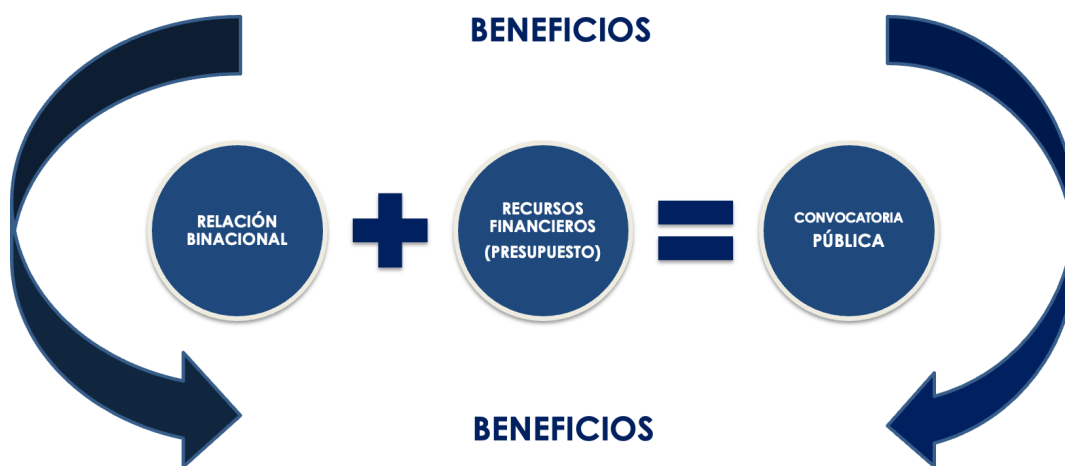 BENEFICIOS
RELACIÓN
BINACIONAL
RECURSOS
FINANCIEROS
(PRESUPUESTO)
CONVOCATORIA
PÚBLICA
BENEFICIOS